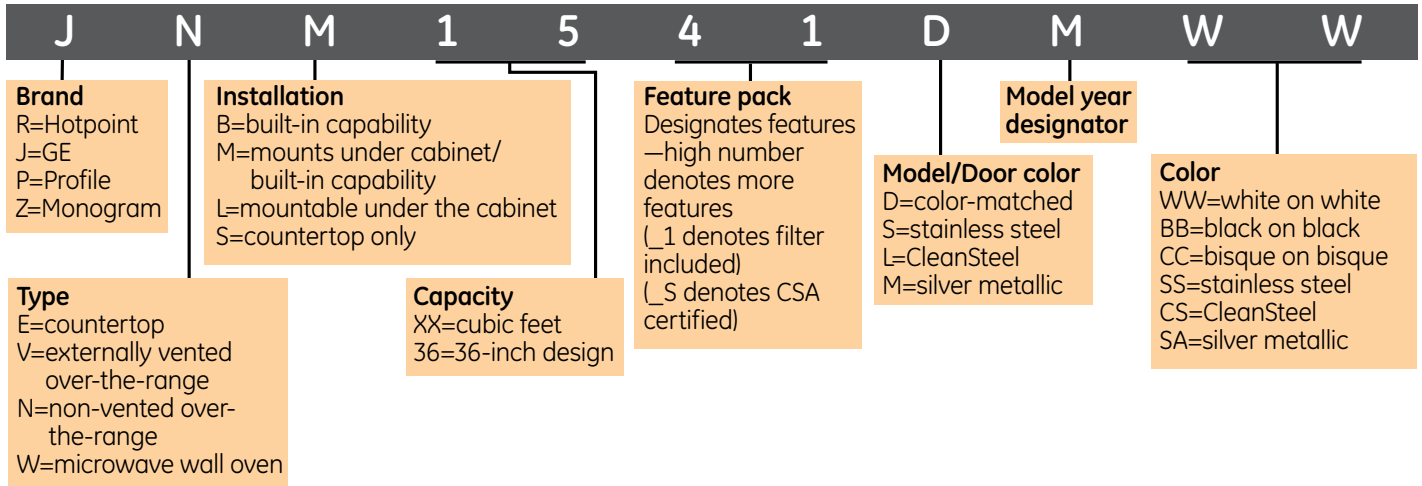 J N M 1 5 4 1 D M W W
Brand
R=Hotpoint
J=GE
P=Profile
Z=Monogram
Type
E=countertop
V=externally vented
over-the-range
N=non-vented over-
the-range
W=microwave wall oven
Installation
B=built-in capability
M=mounts under cabinet/
built-in capability
L=mountable under the cabinet
S=countertop only
Capacity
XX=cubic feet
36=36-inch design
Feature pack
Designates features
—high number
denotes more
features
(_1 denotes filter
included)
(_S denotes CSA
certified)
Model/Door color
D=color-matched
S=stainless steel
L=CleanSteel
M=silver metallic
Model year
designator
Color
WW=white on white
BB=black on black
CC=bisque on bisque
SS=stainless steel
CS=CleanSteel
SA=silver metallic